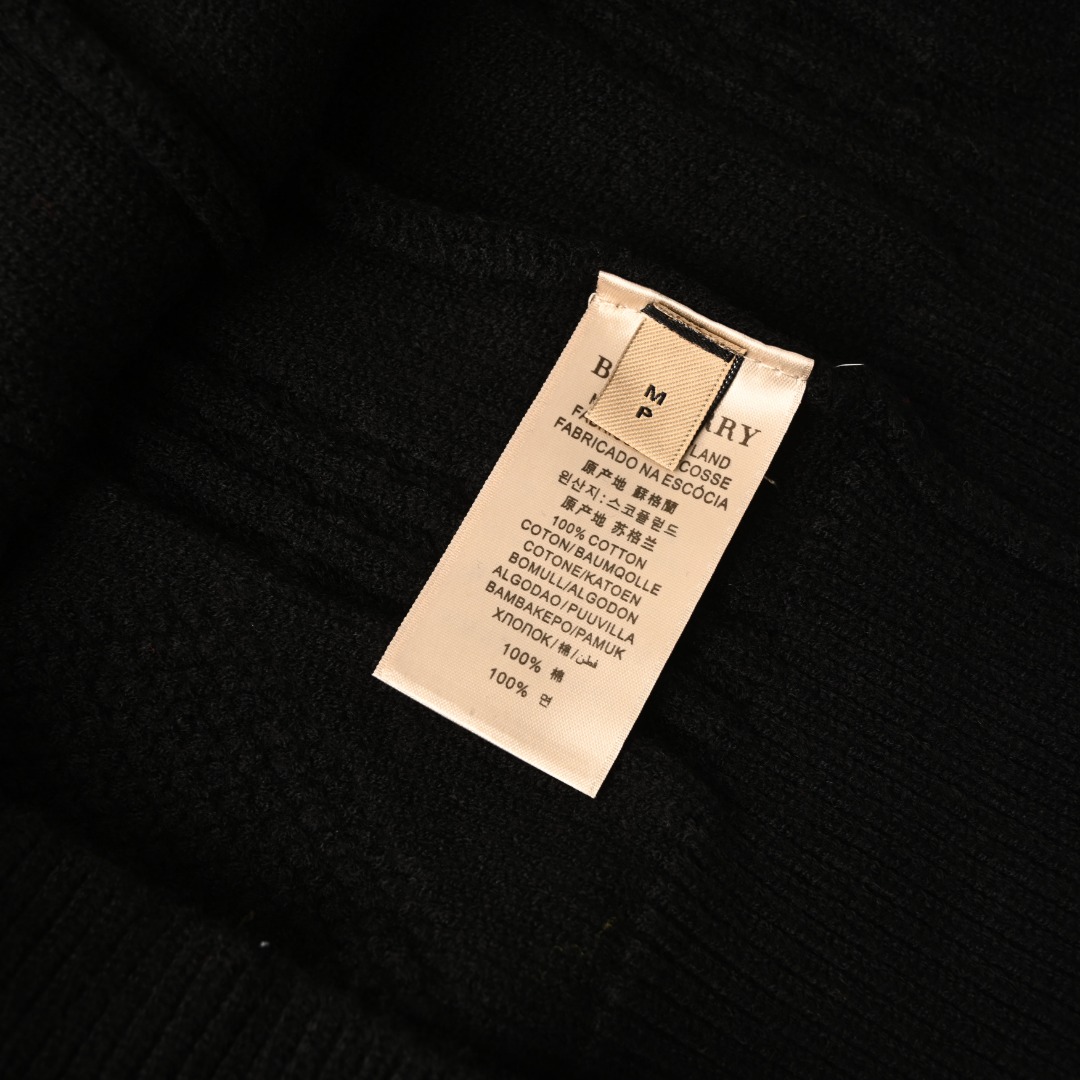 M
P
B RRY
LAND
COSSE
FABRICADO NA ESCÓCIA
原产地 蘇格蘭
원산지:스코틀랜드
原产地 苏格兰
100% COTTON
COTON/BAUMQOLLE
COTONE/KATOEN
BOMULL/ALGODON
ALGODAO/PUUVILLA
BAMBAKEPO/PAMUK
ХЛОПОК/棉/قطن
100% 棉
100% 면